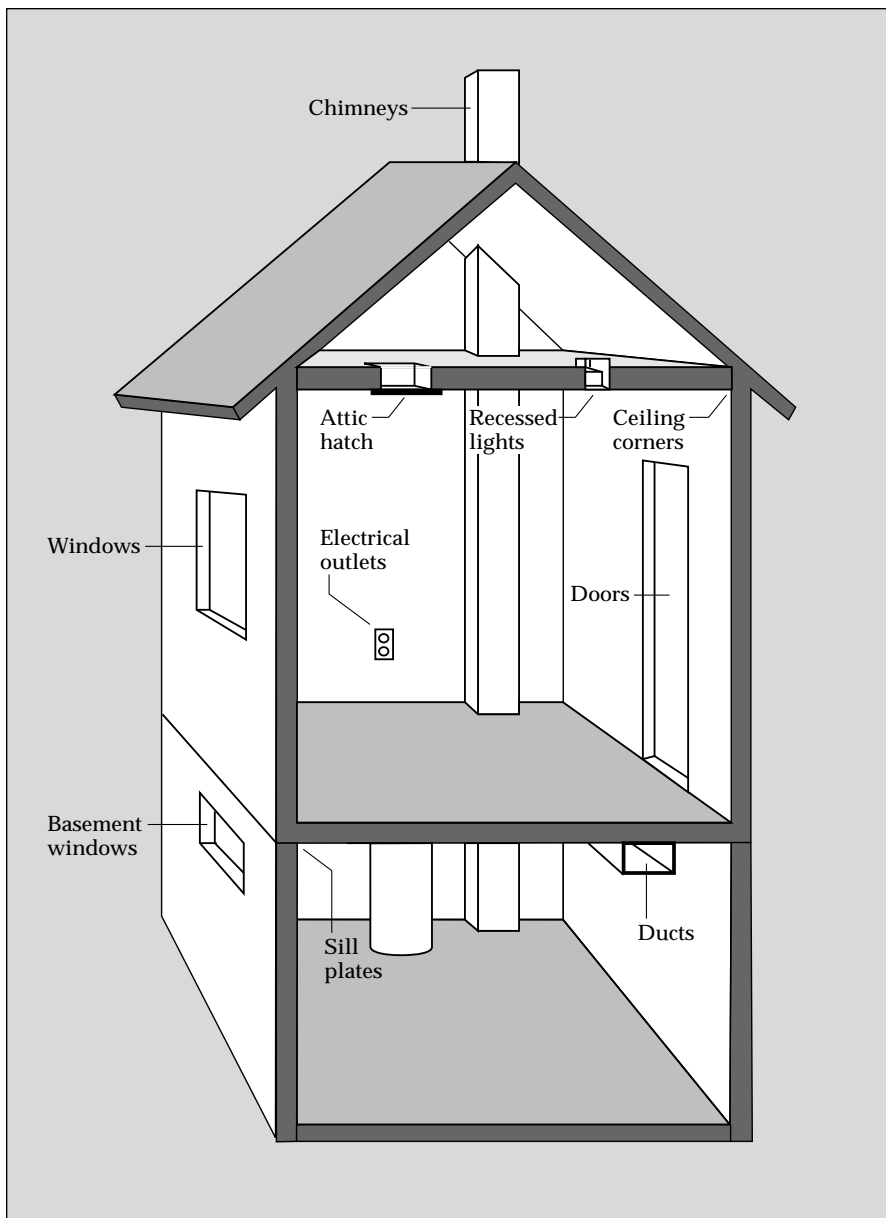 Chimneys
Attic
hatch
Recessed
lights
Ceiling
corners
Windows
Electrical
outlets
Doors
Basement
windows
Sill
plates
Ducts